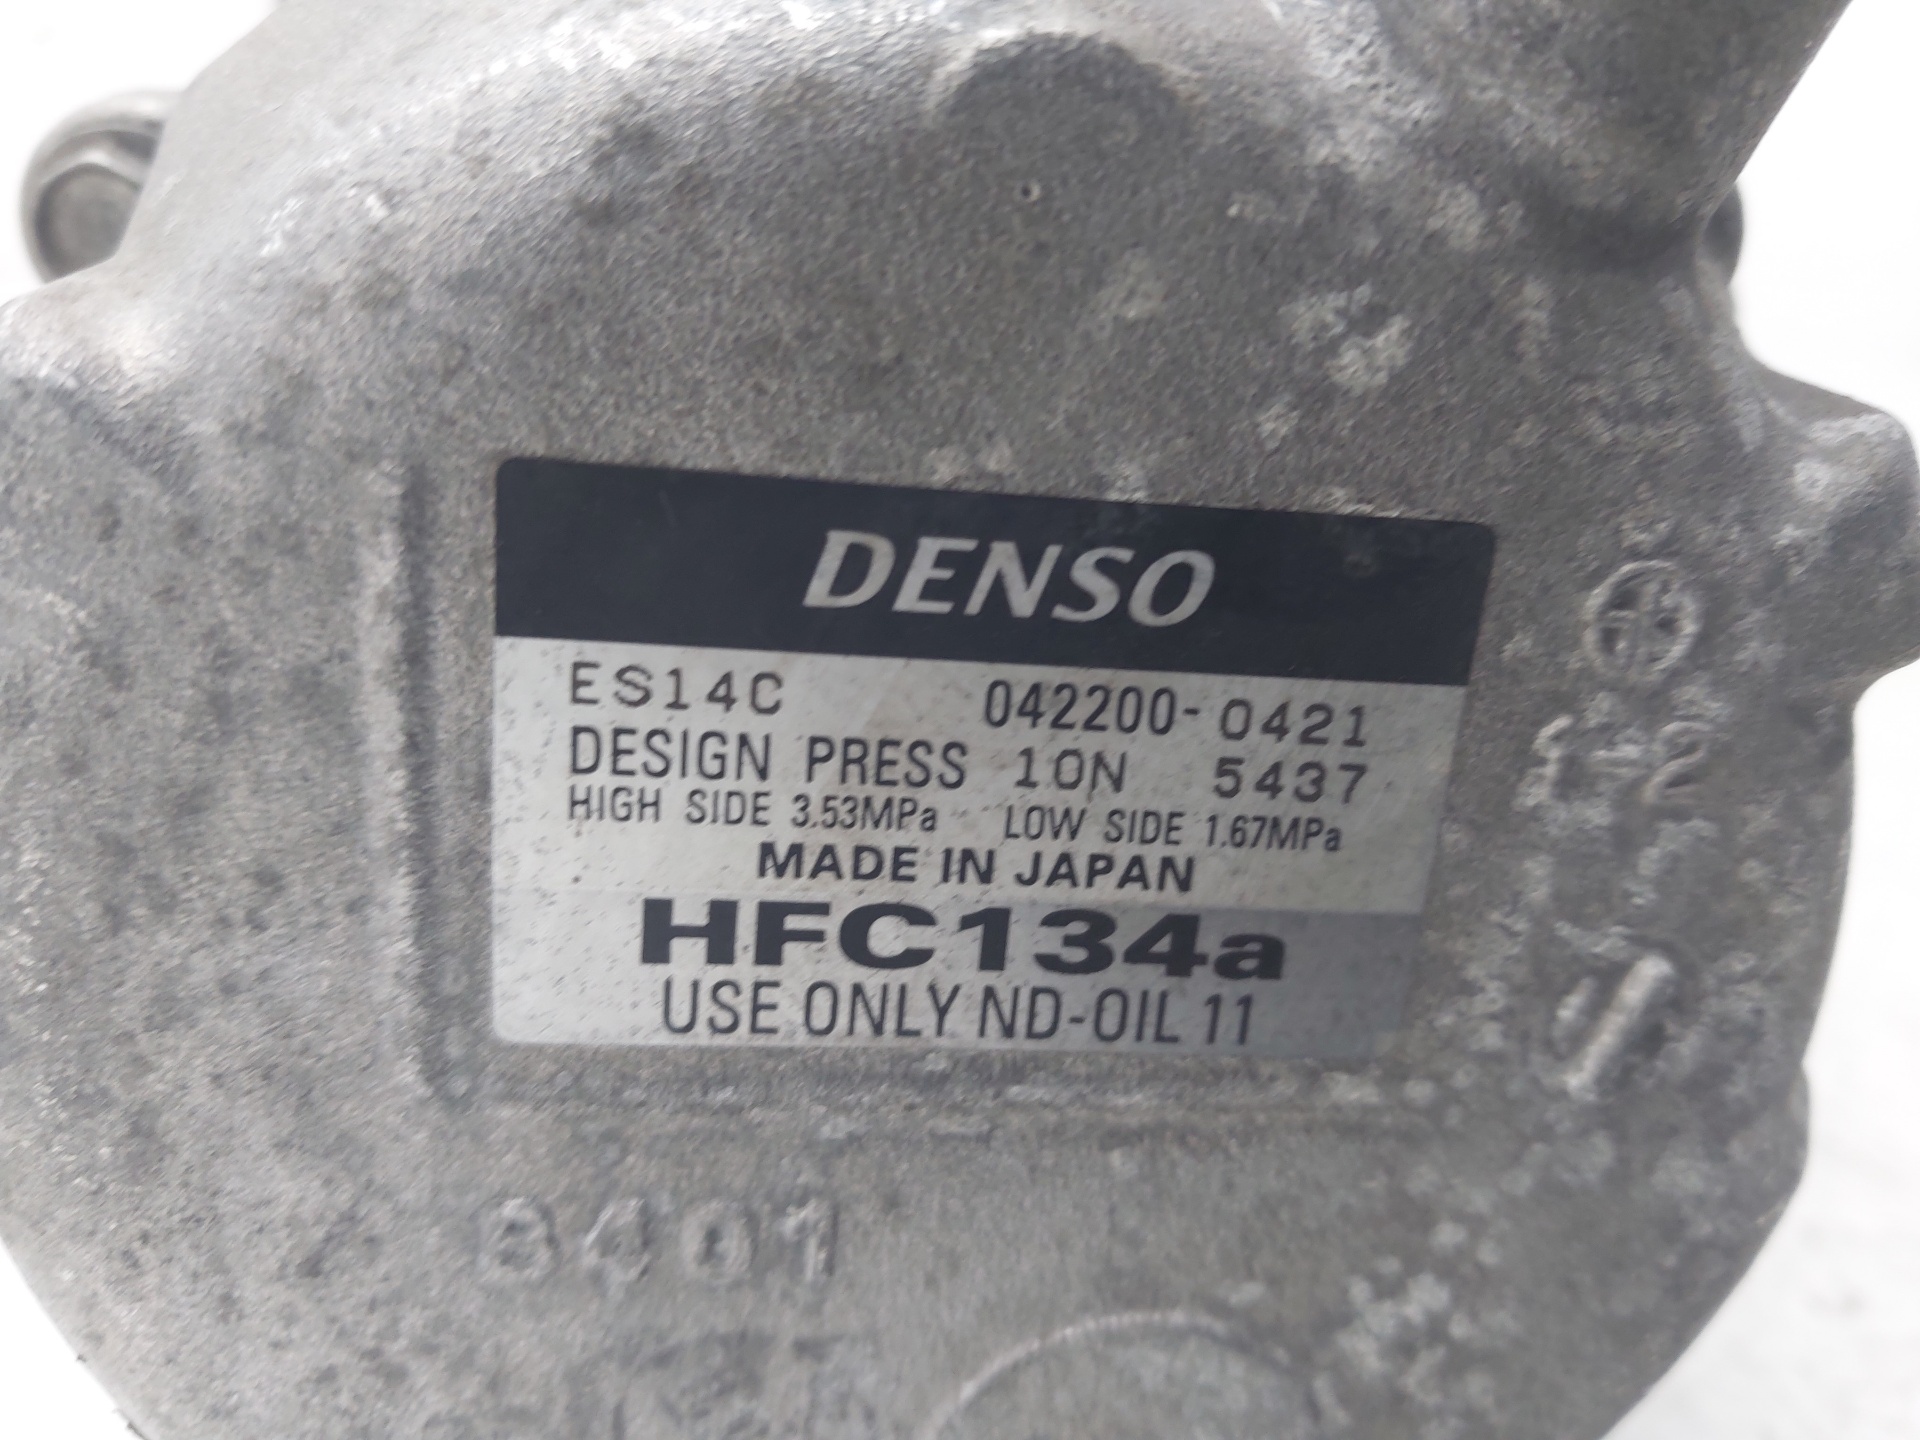 DENSO
ES14C 042200-0421
DESIGN PRESS 10N 5437
HIGH SIDE 3.53MPa LOW SIDE 1.67MPa
MADE IN JAPAN
HFC134a
USE ONLY ND-OIL 11
8401